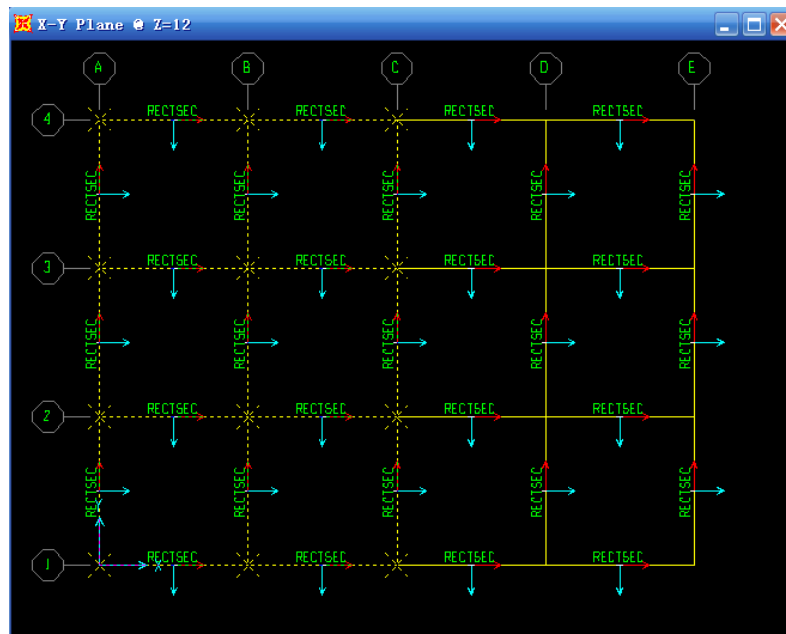 X-Y Plane @ Z=12
A B C D E
4 RECTSEC RECTSEC RECTSEC RECTSEC
RECTSEC RECTSEC RECTSEC RECTSEC RECTSEC
3 RECTSEC RECTSEC RECTSEC RECTSEC
RECTSEC RECTSEC RECTSEC RECTSEC RECTSEC
2 RECTSEC RECTSEC RECTSEC RECTSEC
RECTSEC RECTSEC RECTSEC RECTSEC RECTSEC
Y
1 RECTSEC RECTSEC RECTSEC RECTSEC
X